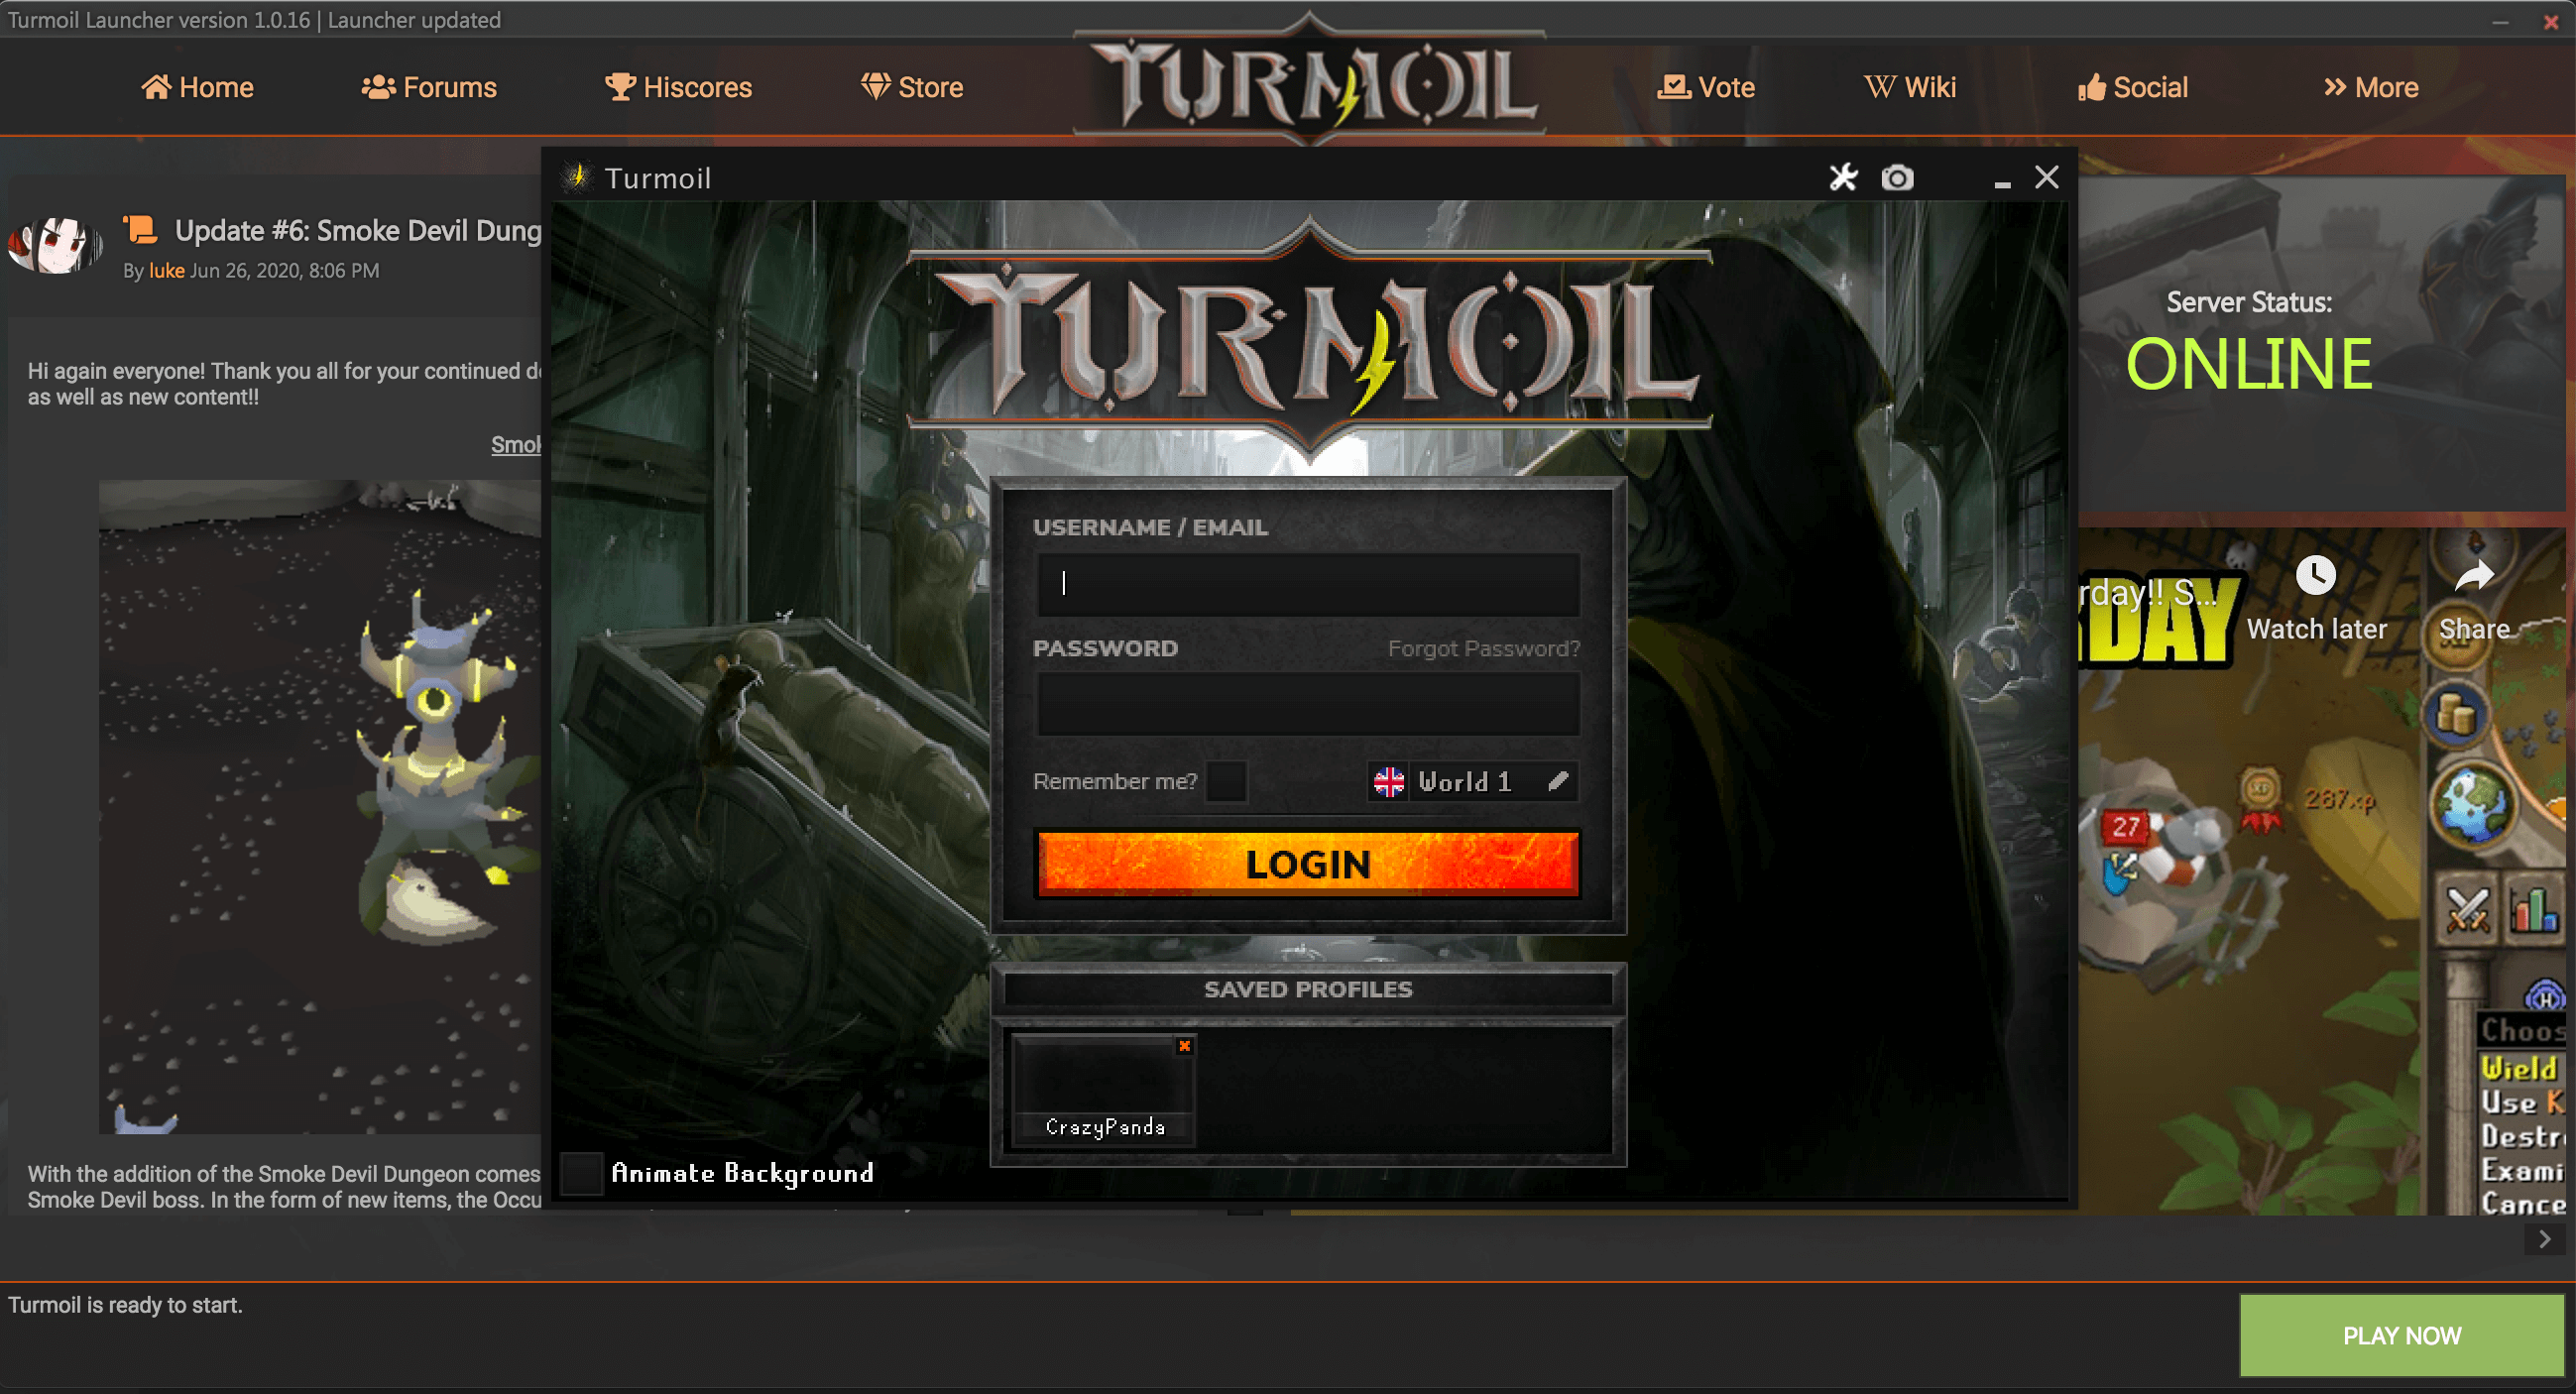 Turmoil Launcher version 1.0.16 | Launcher updated
TURMOIL
Home
Forums
Hiscores
Store
Vote
Wiki
Social
More
Update #6: Smoke Devil Dung
By luke Jun 26, 2020, 8:06 PM
Hi again everyone! Thank you all for your continued de
as well as new content!!
Smok
With the addition of the Smoke Devil Dungeon comes
Smoke Devil boss. In the form of new items, the Occu
Turmoil
TURMOIL
USERNAME / EMAIL
PASSWORD
Forgot Password?
Remember me?
World 1
LOGIN
SAVED PROFILES
CrazyPanda
Animate Background
Server Status:
ONLINE
rday!! S...
DAY
Watch later
Share
XP
27
287xp
H
Choos
Wield
Use K
Destr
Exami
Cance
Turmoil is ready to start.
PLAY NOW